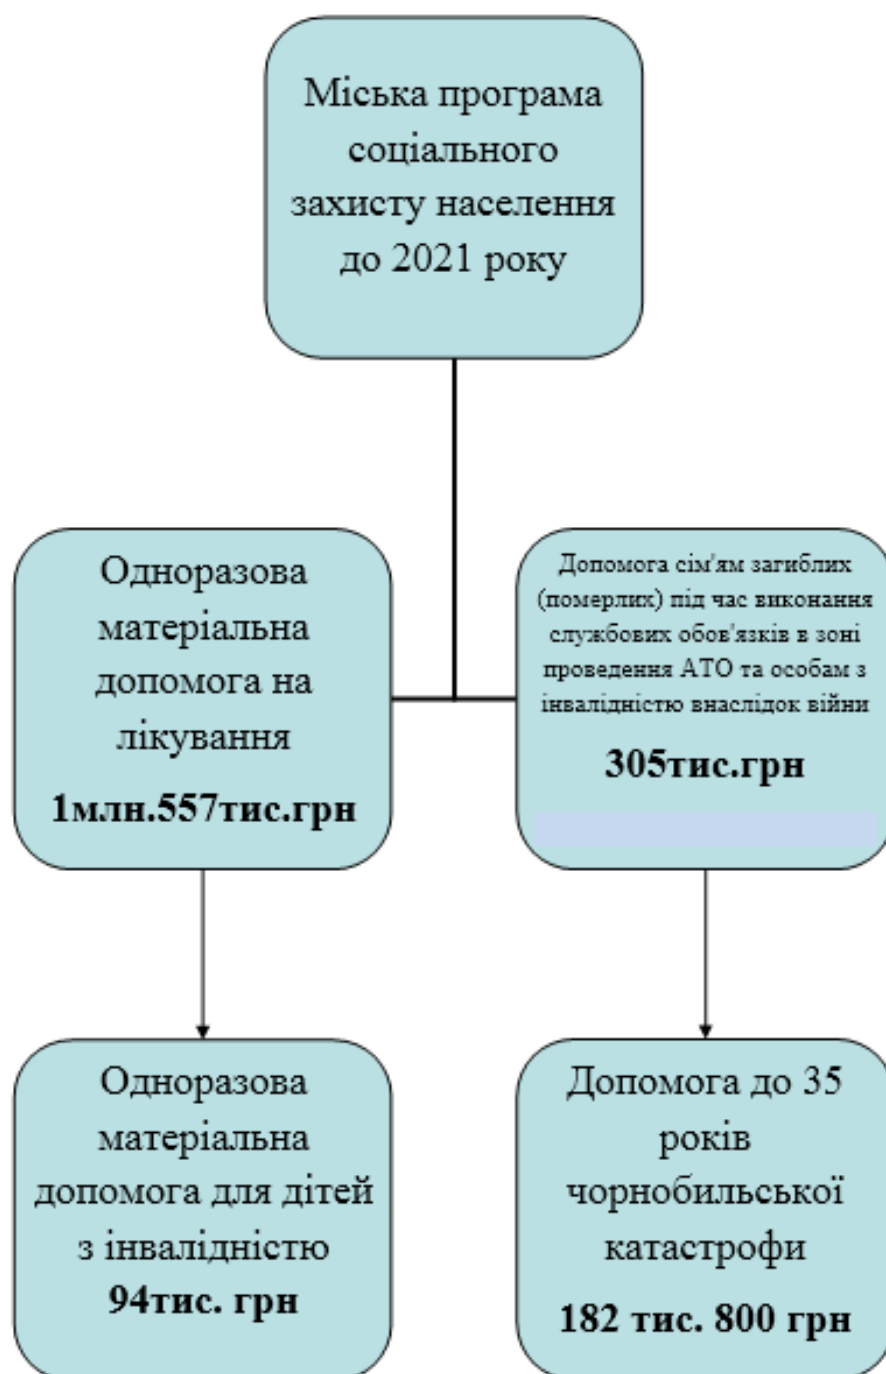 Міська програма
соціального
захисту населення
до 2021 року
Одноразова
матеріальна
допомога на
лікування
1млн.557тис.грн
Допомога сім'ям загиблих
(померлих) під час виконання
службових обов'язків в зоні
проведення АТО та особам з
інвалідністю внаслідок війни
305тис.грн
Одноразова
матеріальна
допомога для дітей
з інвалідністю
94тис. грн
Допомога до 35
років
чорнобильської
катастрофи
182 тис. 800 грн